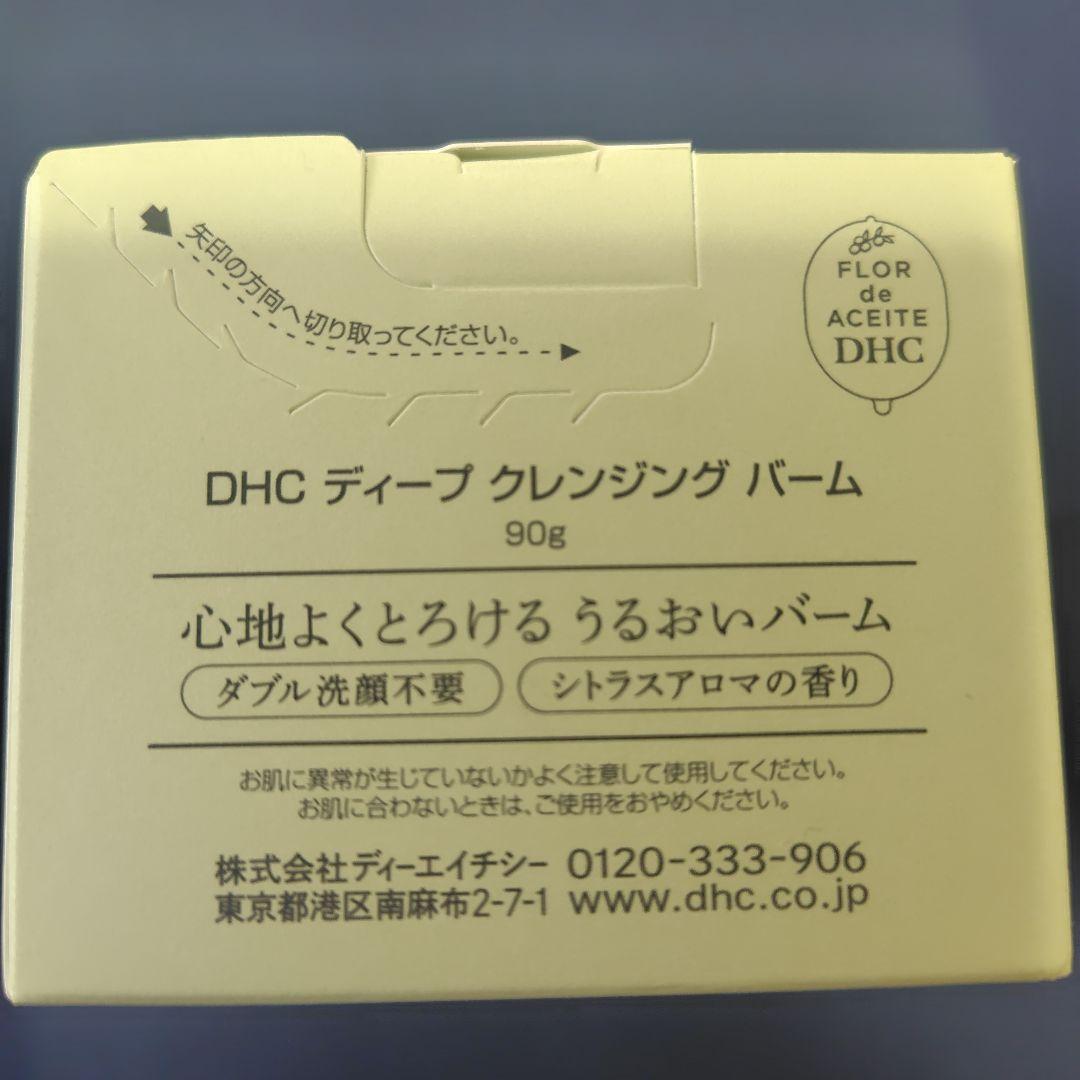 矢印の方向へ切り取ってください。
FLOR
de
ACEITE
DHC
DHC ディープ クレンジング バーム
90g
心地よくとろける うるおいバーム
ダブル洗顔不要 シトラスアロマの香り
お肌に異常が生じていないかよく注意して使用してください。
お肌に合わないときは、ご使用をおやめください。
株式会社ディーエイチシー 0120-333-906
東京都港区南麻布2-7-1 www.dhc.co.jp